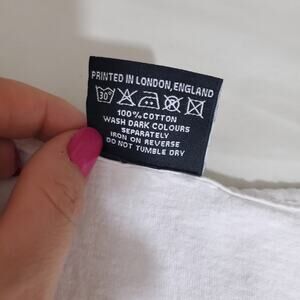 PRINTED IN LONDON, ENGLAND
30°
100% COTTON
WASH DARK COLOURS
SEPARATELY
IRON ON REVERSE
DO NOT TUMBLE DRY